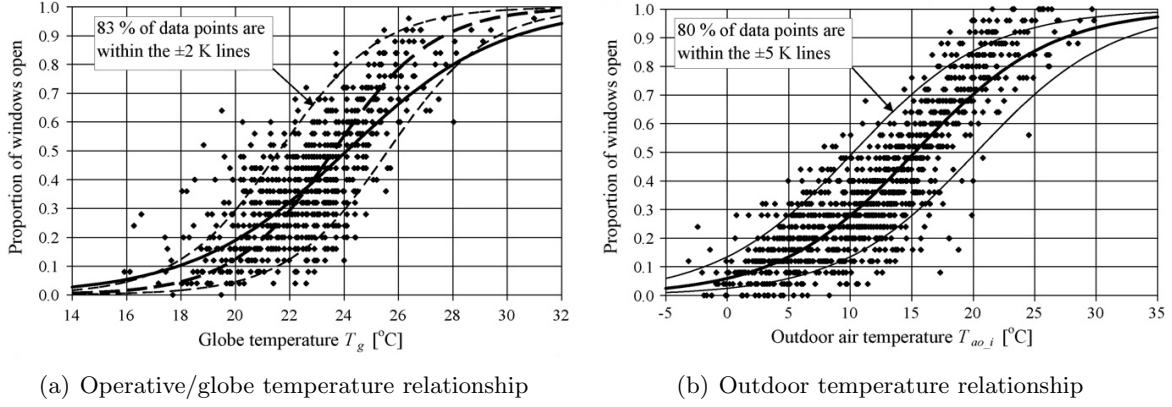 83 % of data points are
within the ±2 K lines
Proportion of windows open
1.0
0.9
0.8
0.7
0.6
0.5
0.4
0.3
0.2
0.1
0.0
14 16 18 20 22 24 26 28 30 32
Globe temperature T_g [°C]
(a) Operative/globe temperature relationship
80 % of data points are
within the ±5 K lines
Proportion of windows open
1.0
0.9
0.8
0.7
0.6
0.5
0.4
0.3
0.2
0.1
0.0
-5 0 5 10 15 20 25 30 35
Outdoor air temperature T_ao_i [°C]
(b) Outdoor temperature relationship